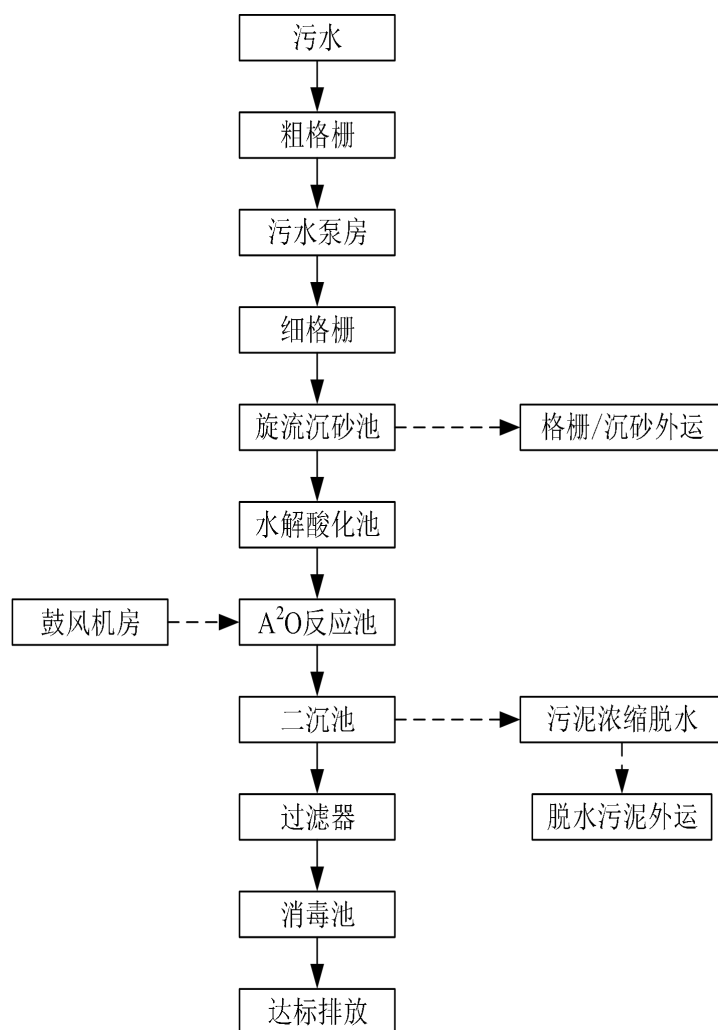 污水
粗格栅
污水泵房
细格栅
旋流沉砂池
格栅/沉砂外运
水解酸化池
鼓风机房
A²O反应池
二沉池
污泥浓缩脱水
过滤器
脱水污泥外运
消毒池
达标排放